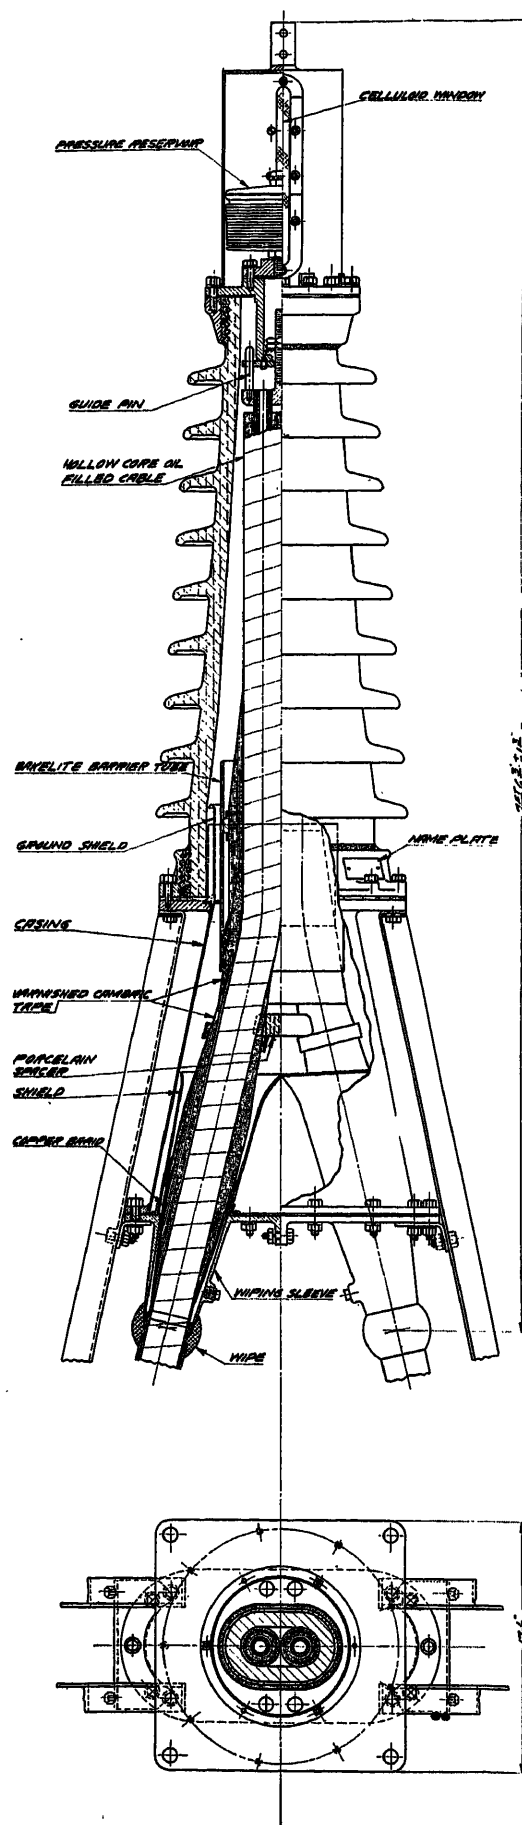 CELLULOID WINDOW
PRESSURE RESERVOIR
GUIDE PIN
HOLLOW CORE OIL
FILLED CABLE
BAKELITE BARRIER TUBE
GROUND SHIELD
NAME PLATE
CASING
VARNISHED CAMBRIC
TAPE
PORCELAIN
SPACER
SHIELD
COPPER BAND
WIPING SLEEVE
WIPE